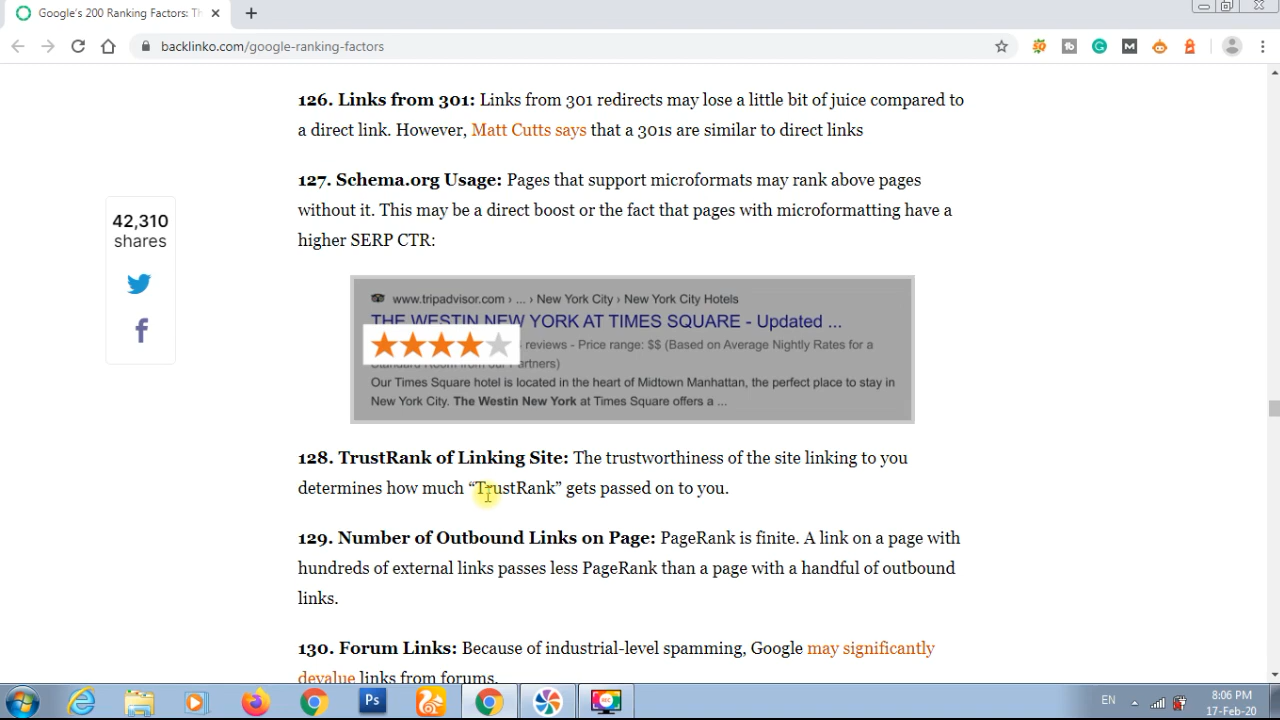 Google's 200 Ranking Factors: Th
backlinko.com/google-ranking-factors
126. Links from 301: Links from 301 redirects may lose a little bit of juice compared to
a direct link. However, Matt Cutts says that a 301s are similar to direct links
127. Schema.org Usage: Pages that support microformats may rank above pages
without it. This may be a direct boost or the fact that pages with microformatting have a
higher SERP CTR:
42,310
shares
www.tripadvisor.com › ... › New York City › New York City Hotels
THE WESTIN NEW YORK AT TIMES SQUARE - Updated ...
reviews - Price range: $$ (Based on Average Nightly Rates for a
Standard Room from our Partners)
Our Times Square hotel is located in the heart of Midtown Manhattan, the perfect place to stay in
New York City. The Westin New York at Times Square offers a ...
128. TrustRank of Linking Site: The trustworthiness of the site linking to you
determines how much “TrustRank” gets passed on to you.
129. Number of Outbound Links on Page: PageRank is finite. A link on a page with
hundreds of external links passes less PageRank than a page with a handful of outbound
links.
130. Forum Links: Because of industrial-level spamming, Google may significantly
devalue links from forums.
Ps
EN
8:06 PM
17-Feb-20